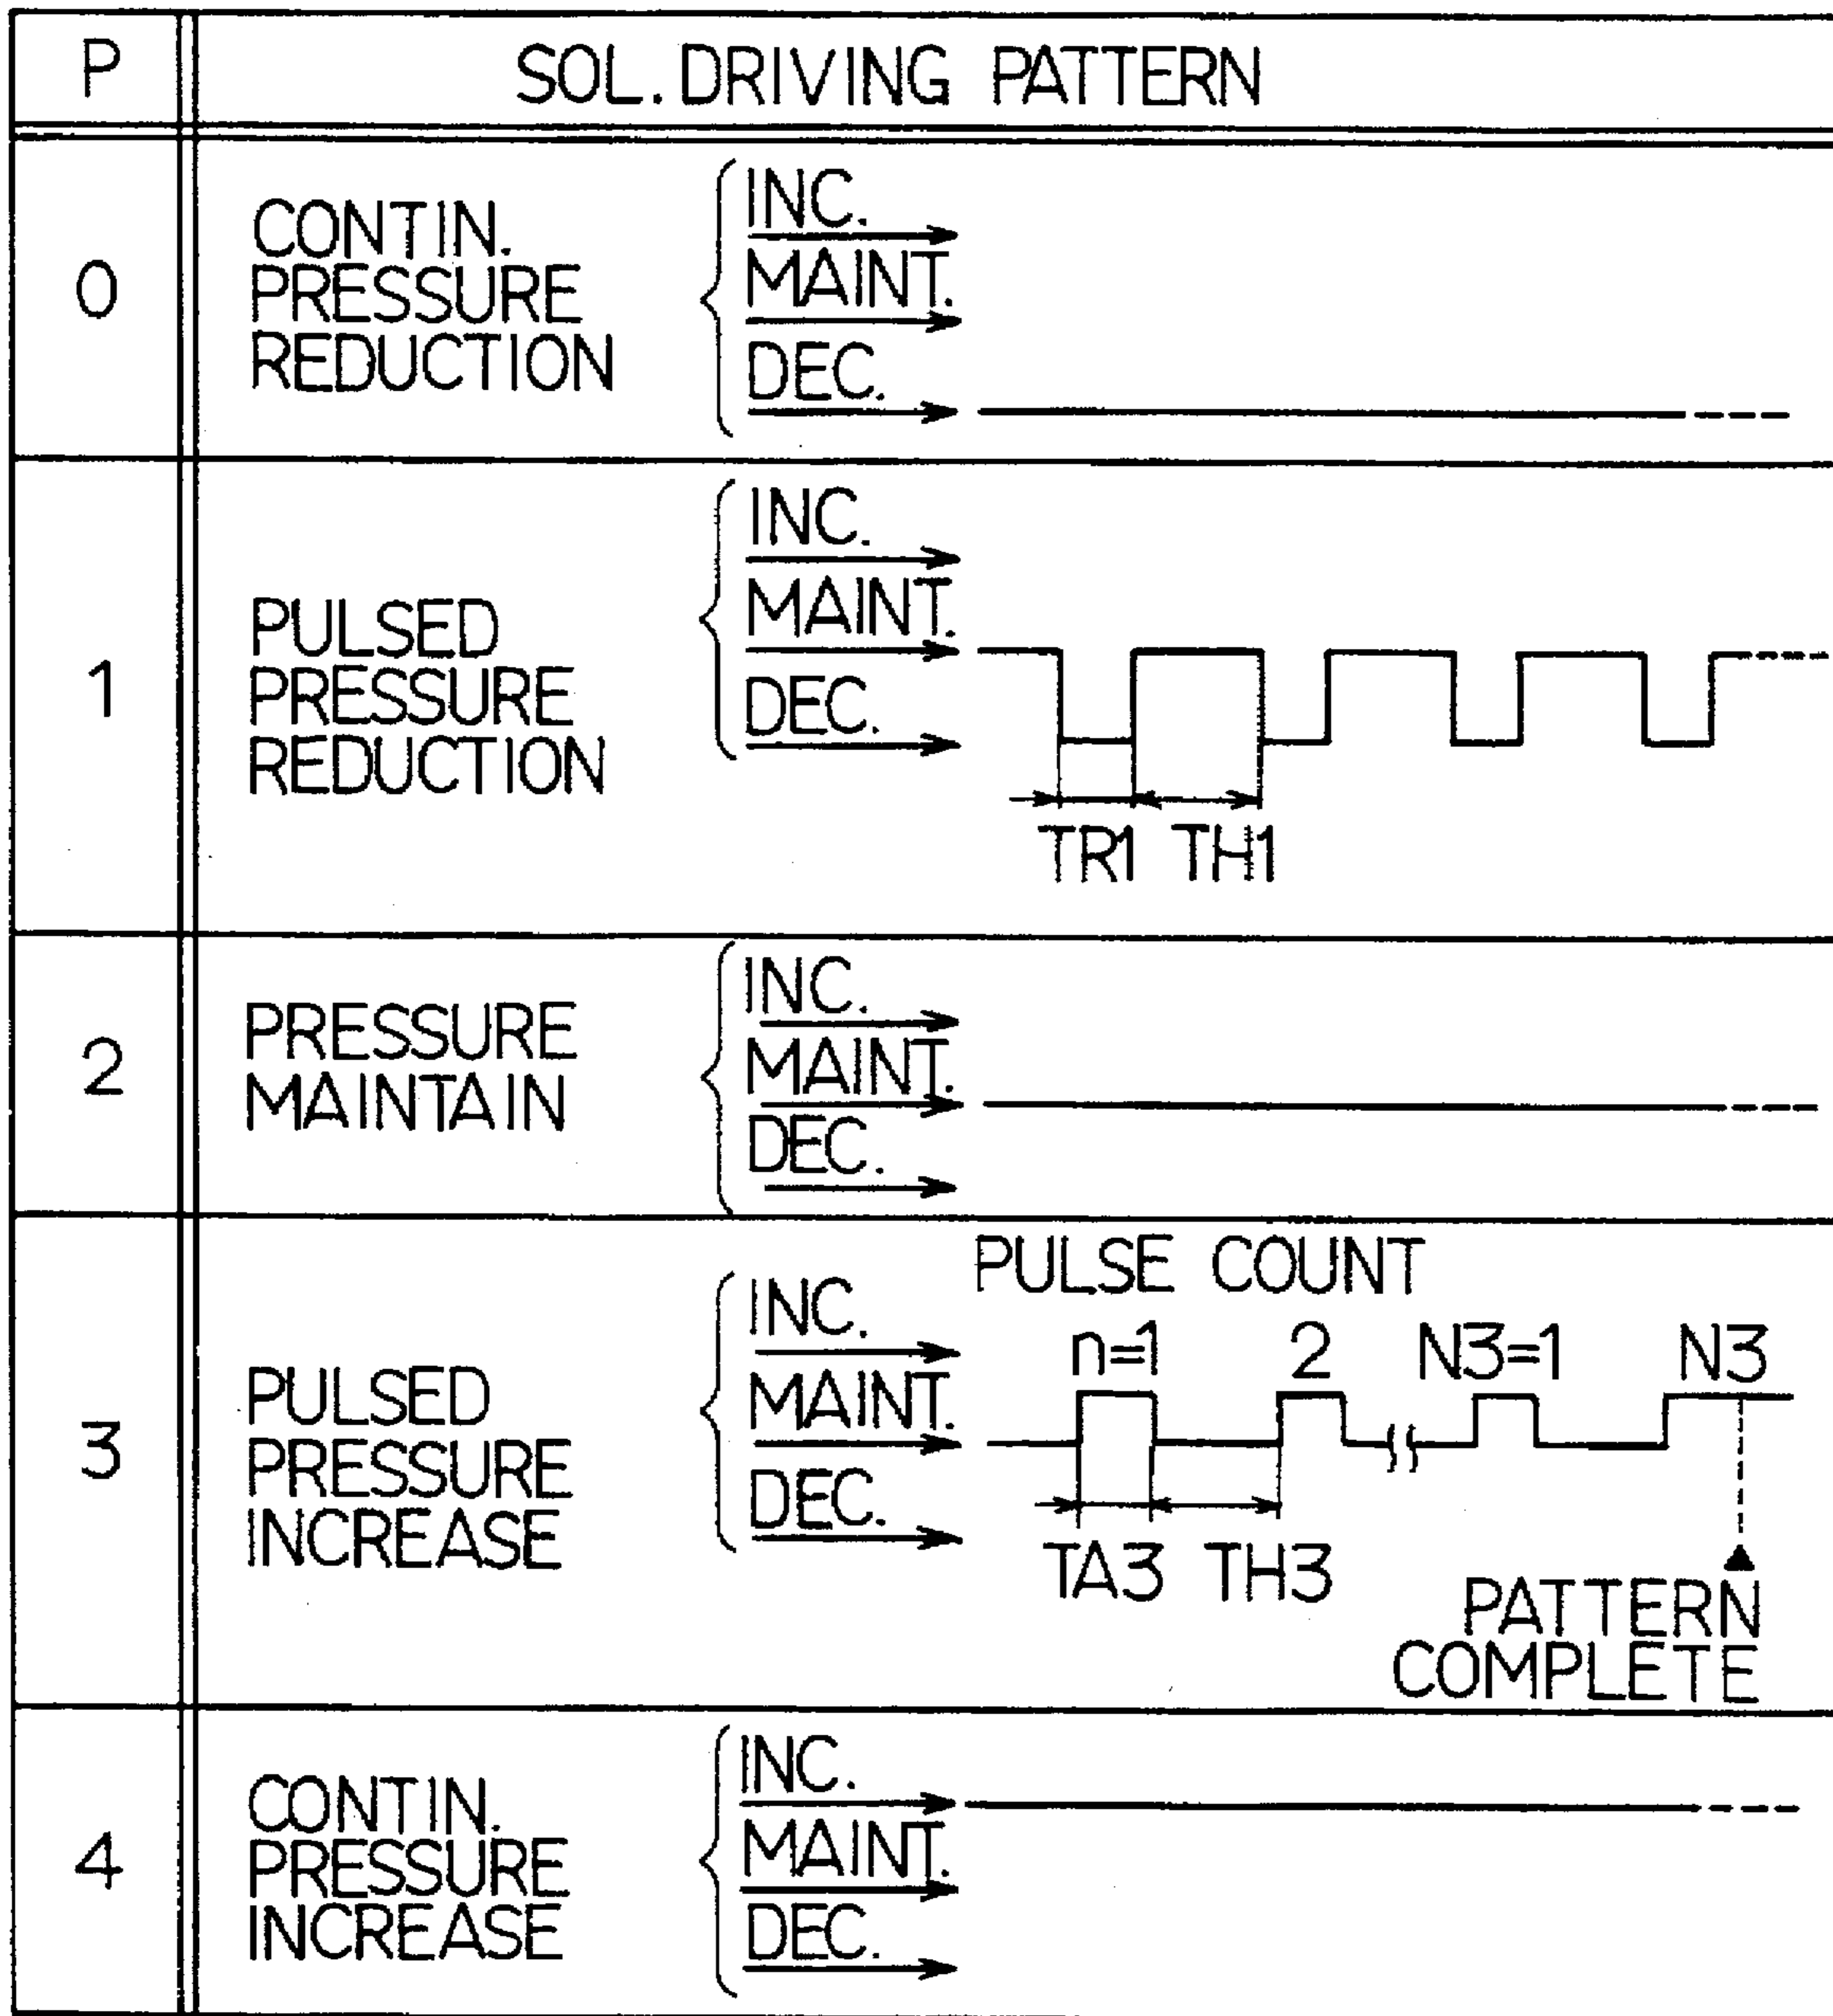 P SOL. DRIVING PATTERN
0
CONTIN.
PRESSURE
REDUCTION
INC.
MAINT.
DEC.
1
PULSED
PRESSURE
REDUCTION
INC.
MAINT.
DEC.
TR1 TH1
2
PRESSURE
MAINTAIN
INC.
MAINT.
DEC.
3
PULSED
PRESSURE
INCREASE
INC.
MAINT.
DEC.
PULSE COUNT
n=1 2 N3=1 N3
TA3 TH3
PATTERN
COMPLETE
4
CONTIN.
PRESSURE
INCREASE
INC.
MAINT.
DEC.